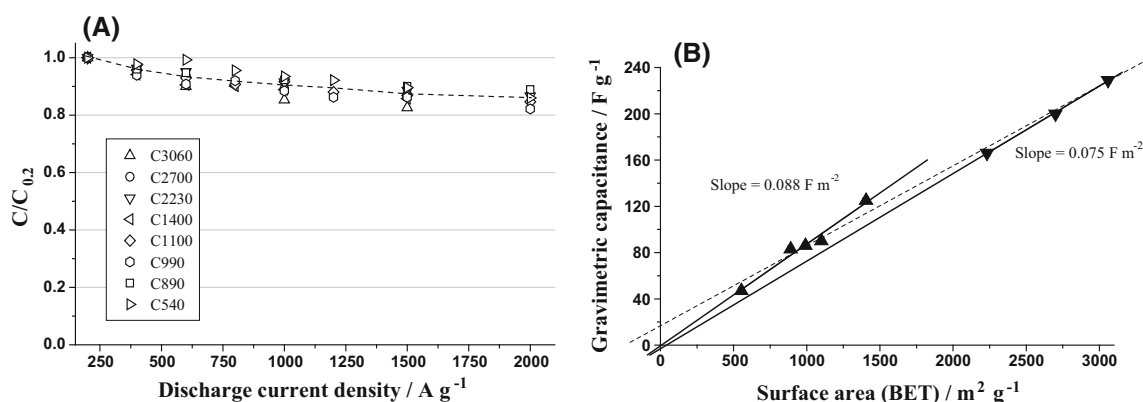 (A)
1.0
0.8
0.6
0.4
0.2
0.0
C/C0.2
C3060
C2700
C2230
C1400
C1100
C990
C890
C540
250 500 750 1000 1250 1500 1750 2000
Discharge current density / A g-1
(B)
240
200
160
120
80
40
0
Gravimetric capacitance / F g-1
Slope = 0.088 F m-2
Slope = 0.075 F m-2
0 500 1000 1500 2000 2500 3000
Surface area (BET) / m2 g-1